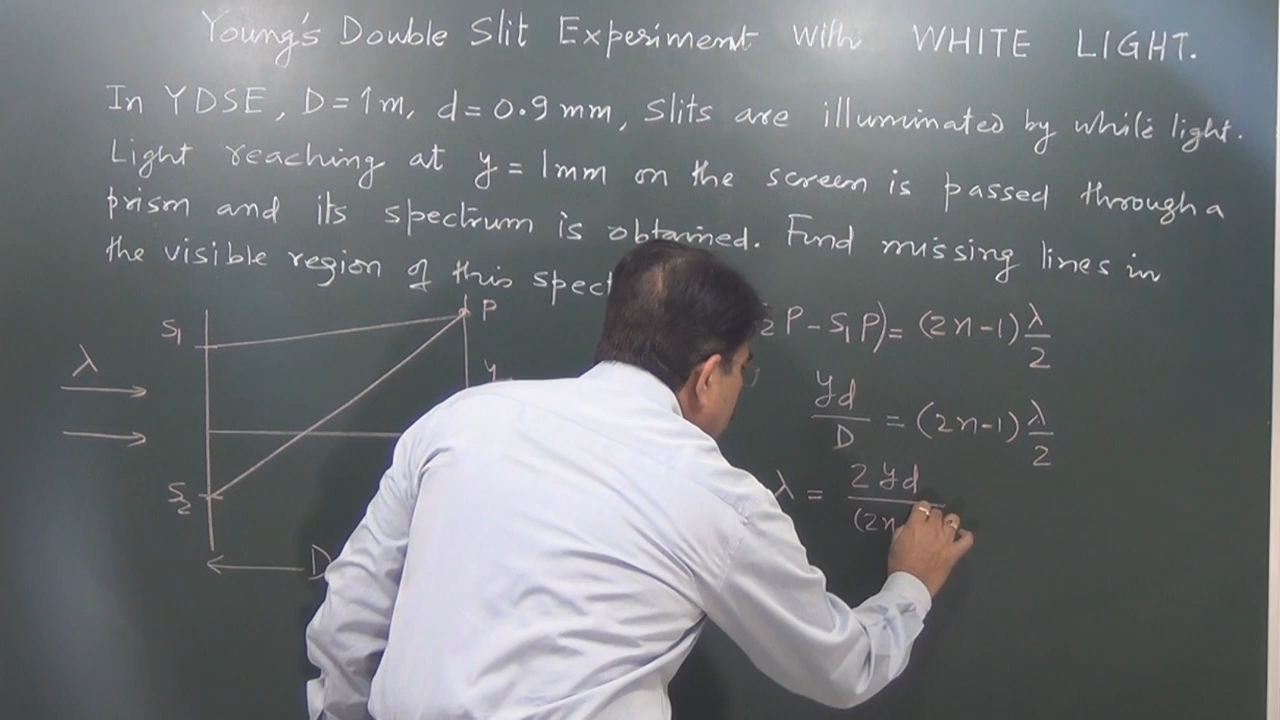 Young's Double Slit Experiment with WHITE LIGHT.
In YDSE, D = 1m, d = 0.9 mm, slits are illuminated by white light.
Light reaching at y = 1mm on the screen is passed through a
prism and its spectrum is obtained. Find missing lines in
the visible region of this spect
S₁
P
₂P - S₁P) = (2n-1) λ/2
λ
y
yd/D = (2n-1) λ/2
S₂
λ = 2yd
(2n
D